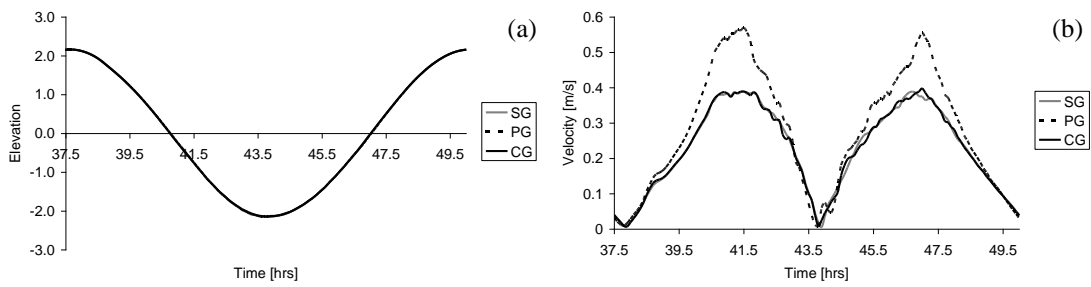 (a)
3.0
2.0
1.0
0.0
-1.0
-2.0
-3.0
Elevation
37.5 39.5 41.5 43.5 45.5 47.5 49.5
Time [hrs]
SG
PG
CG
(b)
0.6
0.5
0.4
0.3
0.2
0.1
0
Velocity [m/s]
37.5 39.5 41.5 43.5 45.5 47.5 49.5
Time [hrs]
SG
PG
CG